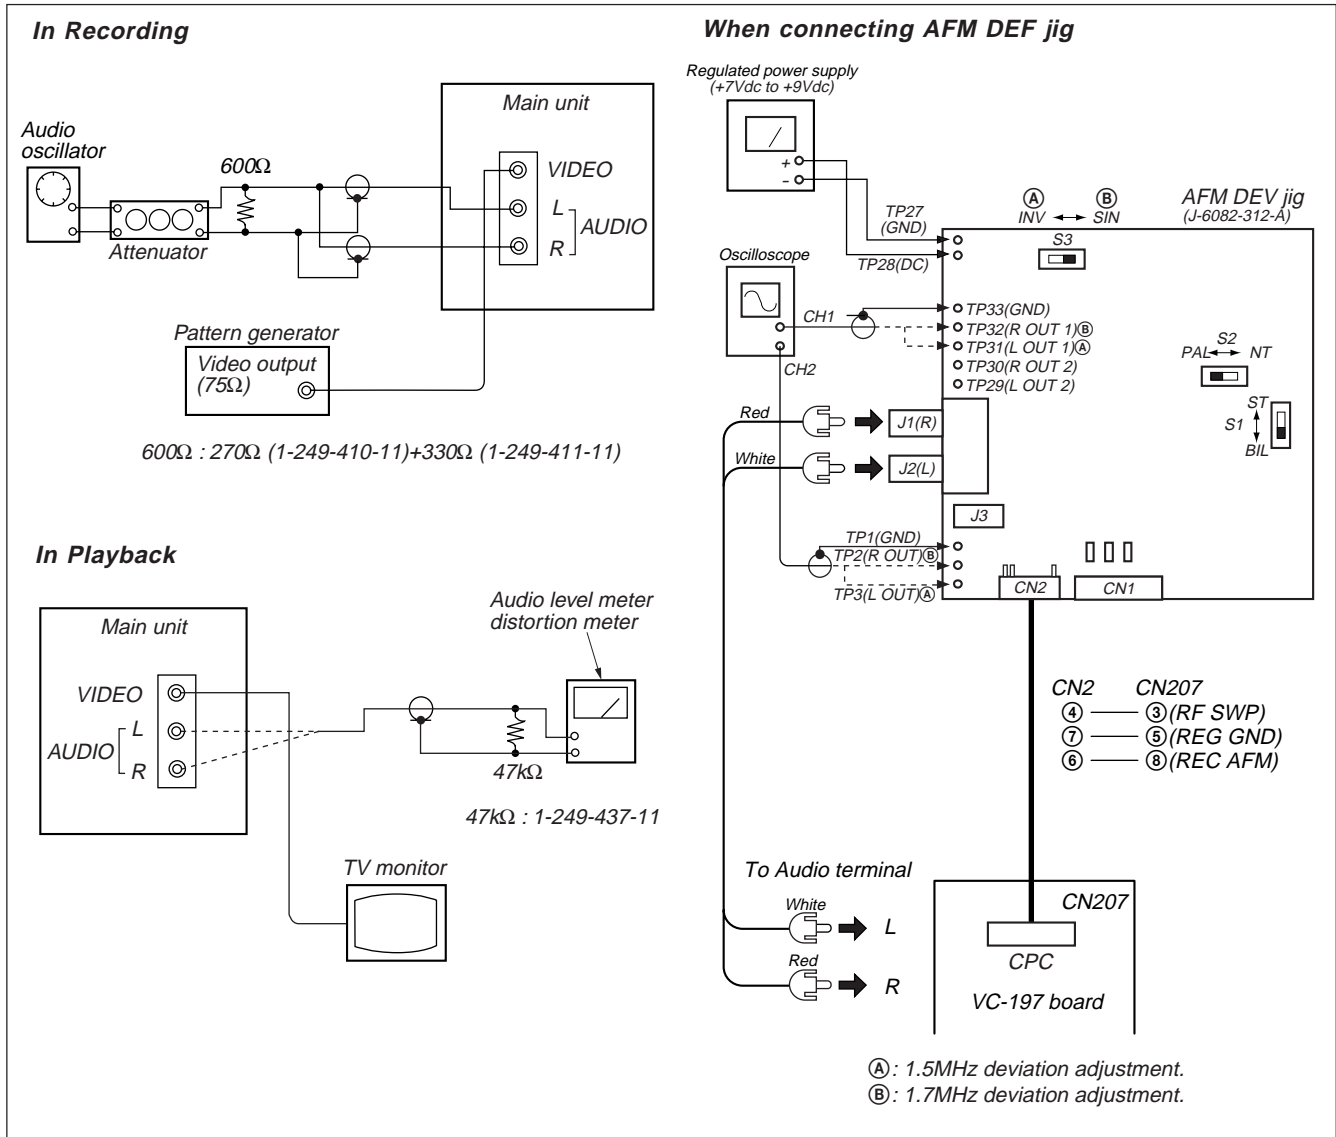 In Recording
Audio
oscillator
600Ω
Attenuator
Main unit
VIDEO
L
AUDIO
R
Pattern generator
Video output
(75Ω)
600Ω : 270Ω (1-249-410-11)+330Ω (1-249-411-11)
In Playback
Main unit
VIDEO
L
AUDIO
R
Audio level meter
distortion meter
47kΩ
47kΩ : 1-249-437-11
TV monitor
When connecting AFM DEF jig
Regulated power supply
(+7Vdc to +9Vdc)
+
-
TP27
(GND)
TP28(DC)
Ⓐ Ⓑ
INV SIN
S3
AFM DEV jig
(J-6082-312-A)
Oscilloscope
CH1
CH2
TP33(GND)
TP32(R OUT 1)Ⓑ
TP31(L OUT 1)Ⓐ
TP30(R OUT 2)
TP29(L OUT 2)
S2
PAL NT
ST
S1
BIL
Red
J1(R)
White
J2(L)
J3
TP1(GND)
TP2(R OUT)Ⓑ
TP3(L OUT)Ⓐ
CN2
CN1
CN2 CN207
④ ③(RF SWP)
⑦ ⑤(REG GND)
⑥ ⑧(REC AFM)
To Audio terminal
White
L
Red
R
CN207
CPC
VC-197 board
Ⓐ: 1.5MHz deviation adjustment.
Ⓑ: 1.7MHz deviation adjustment.